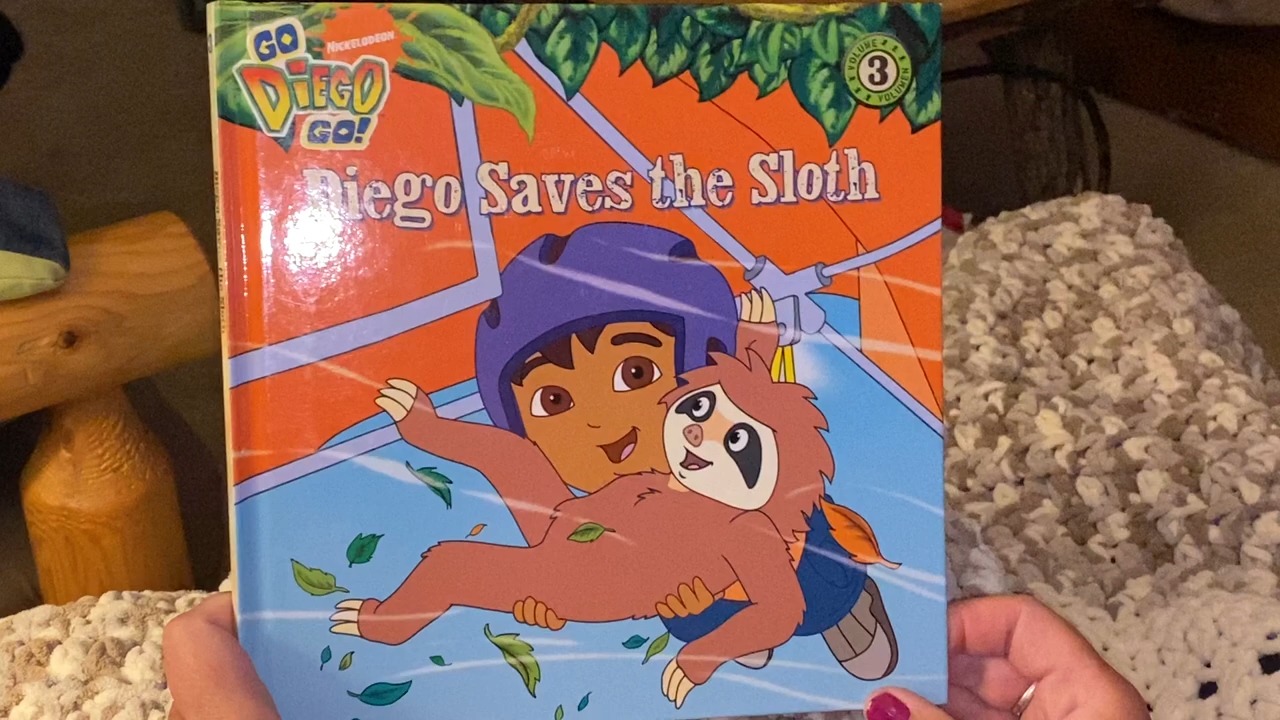 GO
NICKELODEON
DIEGO
GO!
VOLUME
3
VOLUMEN
Diego Saves the Sloth